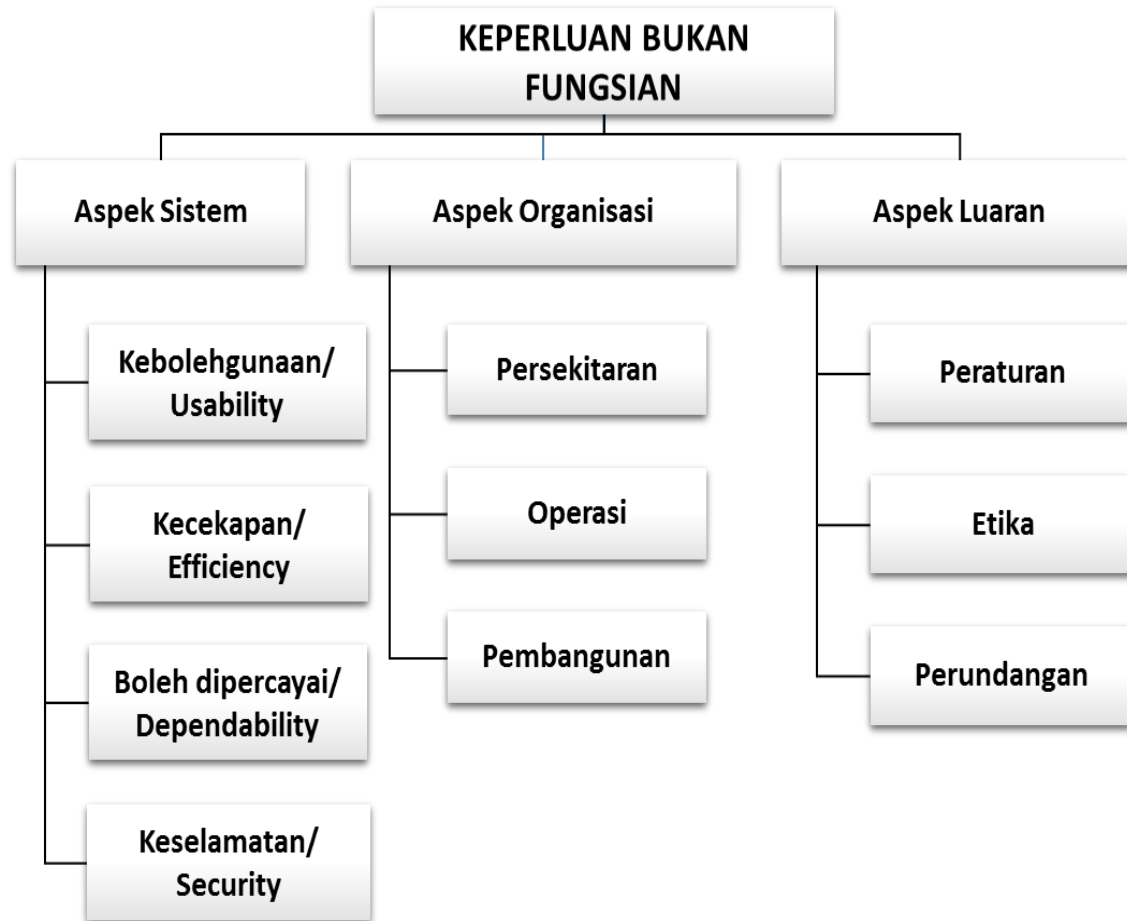 KEPERLUAN BUKAN
FUNGSIAN
Aspek Sistem
Kebolehgunaan/
Usability
Kecekapan/
Efficiency
Boleh dipercayai/
Dependability
Keselamatan/
Security
Aspek Organisasi
Persekitaran
Operasi
Pembangunan
Aspek Luaran
Peraturan
Etika
Perundangan